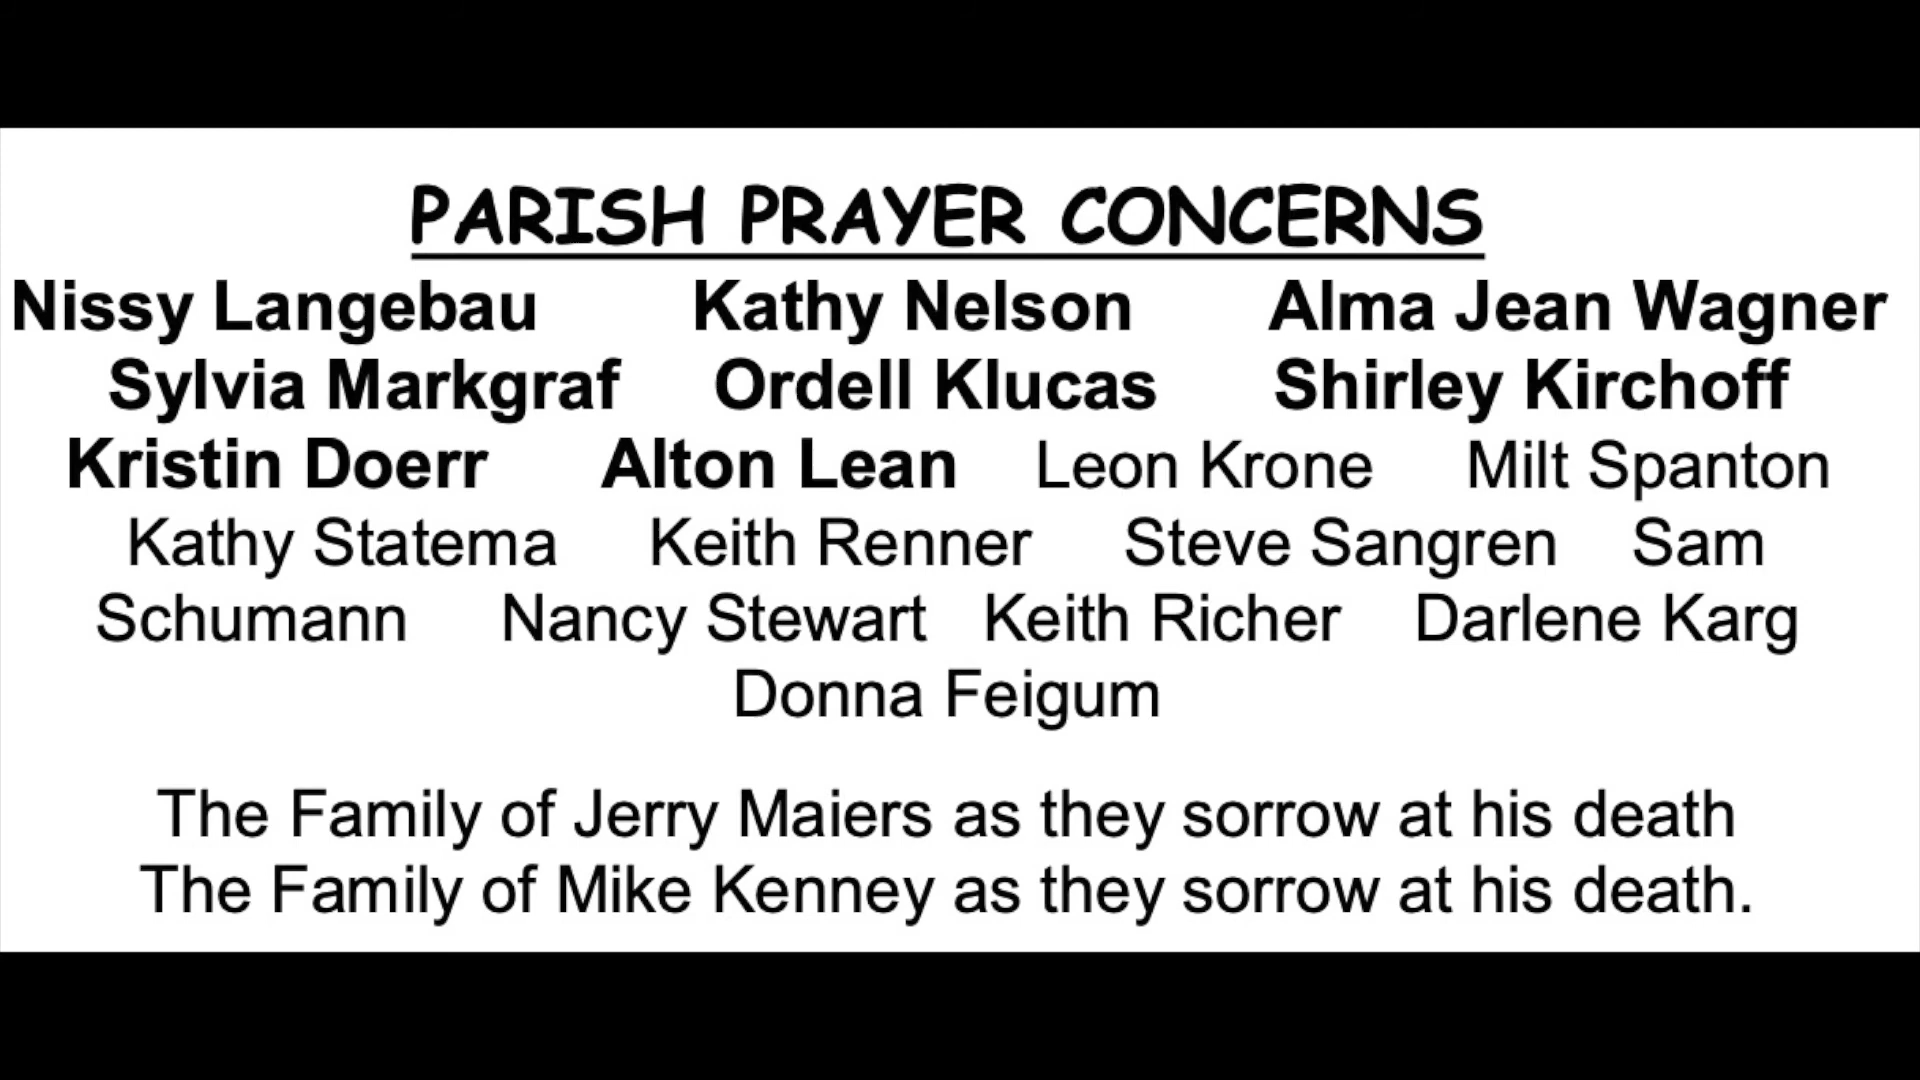 PARISH PRAYER CONCERNS
Nissy Langebau Kathy Nelson Alma Jean Wagner
Sylvia Markgraf Ordell Klucas Shirley Kirchoff
Kristin Doerr Alton Lean Leon Krone Milt Spanton
Kathy Statema Keith Renner Steve Sangren Sam
Schumann Nancy Stewart Keith Richer Darlene Karg
Donna Feigum
The Family of Jerry Maiers as they sorrow at his death
The Family of Mike Kenney as they sorrow at his death.